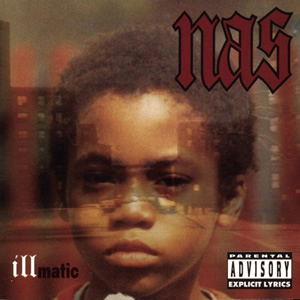 nas
illmatic
PARENTAL
ADVISORY
EXPLICIT LYRICS